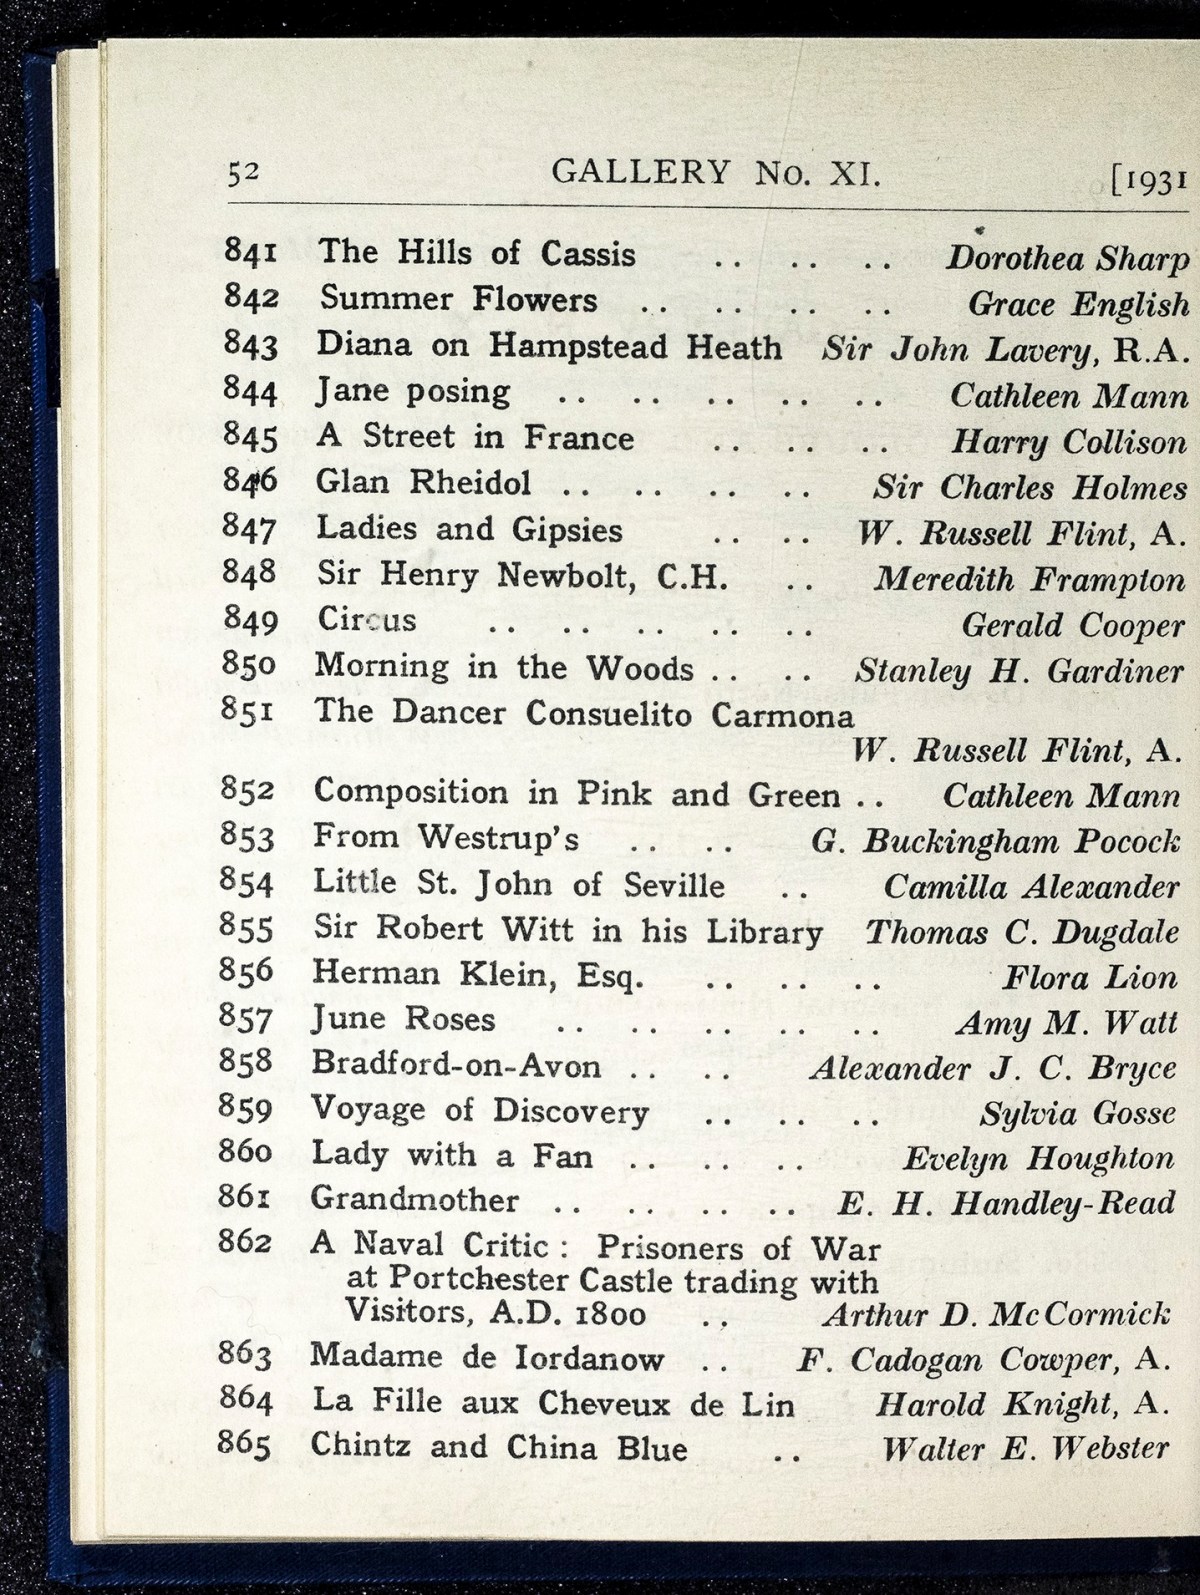 52 GALLERY No. XI. [1931
841 The Hills of Cassis .. .. .. Dorothea Sharp
842 Summer Flowers .. .. .. .. Grace English
843 Diana on Hampstead Heath Sir John Lavery, R.A.
844 Jane posing .. .. .. .. .. Cathleen Mann
845 A Street in France .. .. .. Harry Collison
846 Glan Rheidol .. .. .. .. Sir Charles Holmes
847 Ladies and Gipsies .. .. W. Russell Flint, A.
848 Sir Henry Newbolt, C.H. .. Meredith Frampton
849 Circus .. .. .. .. .. Gerald Cooper
850 Morning in the Woods .. .. Stanley H. Gardiner
851 The Dancer Consuelito Carmona
W. Russell Flint, A.
852 Composition in Pink and Green .. Cathleen Mann
853 From Westrup's .. .. G. Buckingham Pocock
854 Little St. John of Seville .. Camilla Alexander
855 Sir Robert Witt in his Library Thomas C. Dugdale
856 Herman Klein, Esq. .. .. .. Flora Lion
857 June Roses .. .. .. .. .. Amy M. Watt
858 Bradford-on-Avon .. .. Alexander J. C. Bryce
859 Voyage of Discovery .. .. .. Sylvia Gosse
860 Lady with a Fan .. .. .. Evelyn Houghton
861 Grandmother .. .. .. .. E. H. Handley-Read
862 A Naval Critic : Prisoners of War
at Portchester Castle trading with
Visitors, A.D. 1800 .. Arthur D. McCormick
863 Madame de Iordanow .. F. Cadogan Cowper, A.
864 La Fille aux Cheveux de Lin Harold Knight, A.
865 Chintz and China Blue .. Walter E. Webster